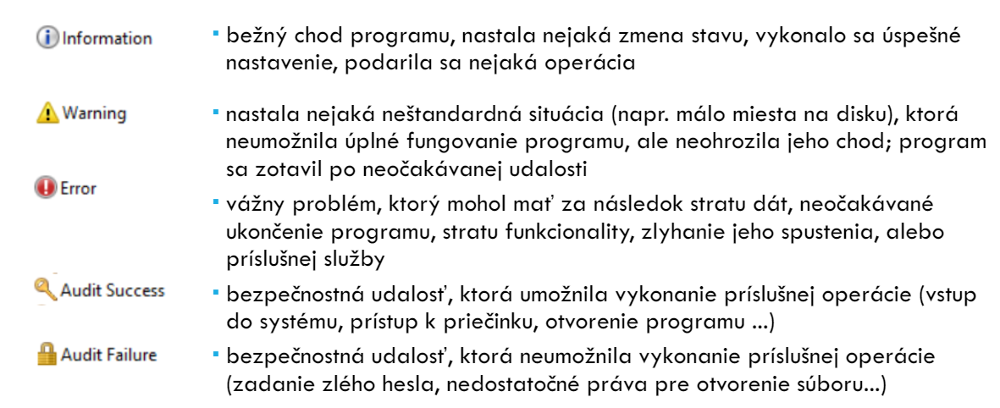 Information
▪ bežný chod programu, nastala nejaká zmena stavu, vykonalo sa úspešné
nastavenie, podarila sa nejaká operácia
Warning
▪ nastala nejaká neštandardná situácia (napr. málo miesta na disku), ktorá
neumožnila úplné fungovanie programu, ale neohrozila jeho chod; program
sa zotavil po neočakávanej udalosti
Error
▪ vážny problém, ktorý mohol mať za následok stratu dát, neočakávané
ukončenie programu, stratu funkcionality, zlyhanie jeho spustenia, alebo
príslušnej služby
Audit Success
▪ bezpečnostná udalosť, ktorá umožnila vykonanie príslušnej operácie (vstup
do systému, prístup k priečinku, otvorenie programu ...)
Audit Failure
▪ bezpečnostná udalosť, ktorá neumožnila vykonanie príslušnej operácie
(zadanie zlého hesla, nedostatočné práva pre otvorenie súboru...)